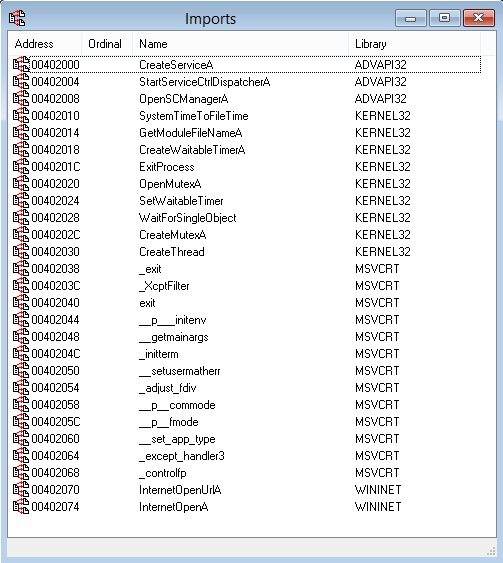 Imports
Address Ordinal Name Library
00402000 CreateServiceA ADVAPI32
00402004 StartServiceCtrlDispatcherA ADVAPI32
00402008 OpenSCManagerA ADVAPI32
00402010 SystemTimeToFileTime KERNEL32
00402014 GetModuleFileNameA KERNEL32
00402018 CreateWaitableTimerA KERNEL32
0040201C ExitProcess KERNEL32
00402020 OpenMutexA KERNEL32
00402024 SetWaitableTimer KERNEL32
00402028 WaitForSingleObject KERNEL32
0040202C CreateMutexA KERNEL32
00402030 CreateThread KERNEL32
00402038 _exit MSVCRT
0040203C _XcptFilter MSVCRT
00402040 exit MSVCRT
00402044 __p___initenv MSVCRT
00402048 __getmainargs MSVCRT
0040204C _initterm MSVCRT
00402050 __setusermatherr MSVCRT
00402054 _adjust_fdiv MSVCRT
00402058 __p__commode MSVCRT
0040205C __p__fmode MSVCRT
00402060 __set_app_type MSVCRT
00402064 _except_handler3 MSVCRT
00402068 _controlfp MSVCRT
00402070 InternetOpenUrlA WININET
00402074 InternetOpenA WININET